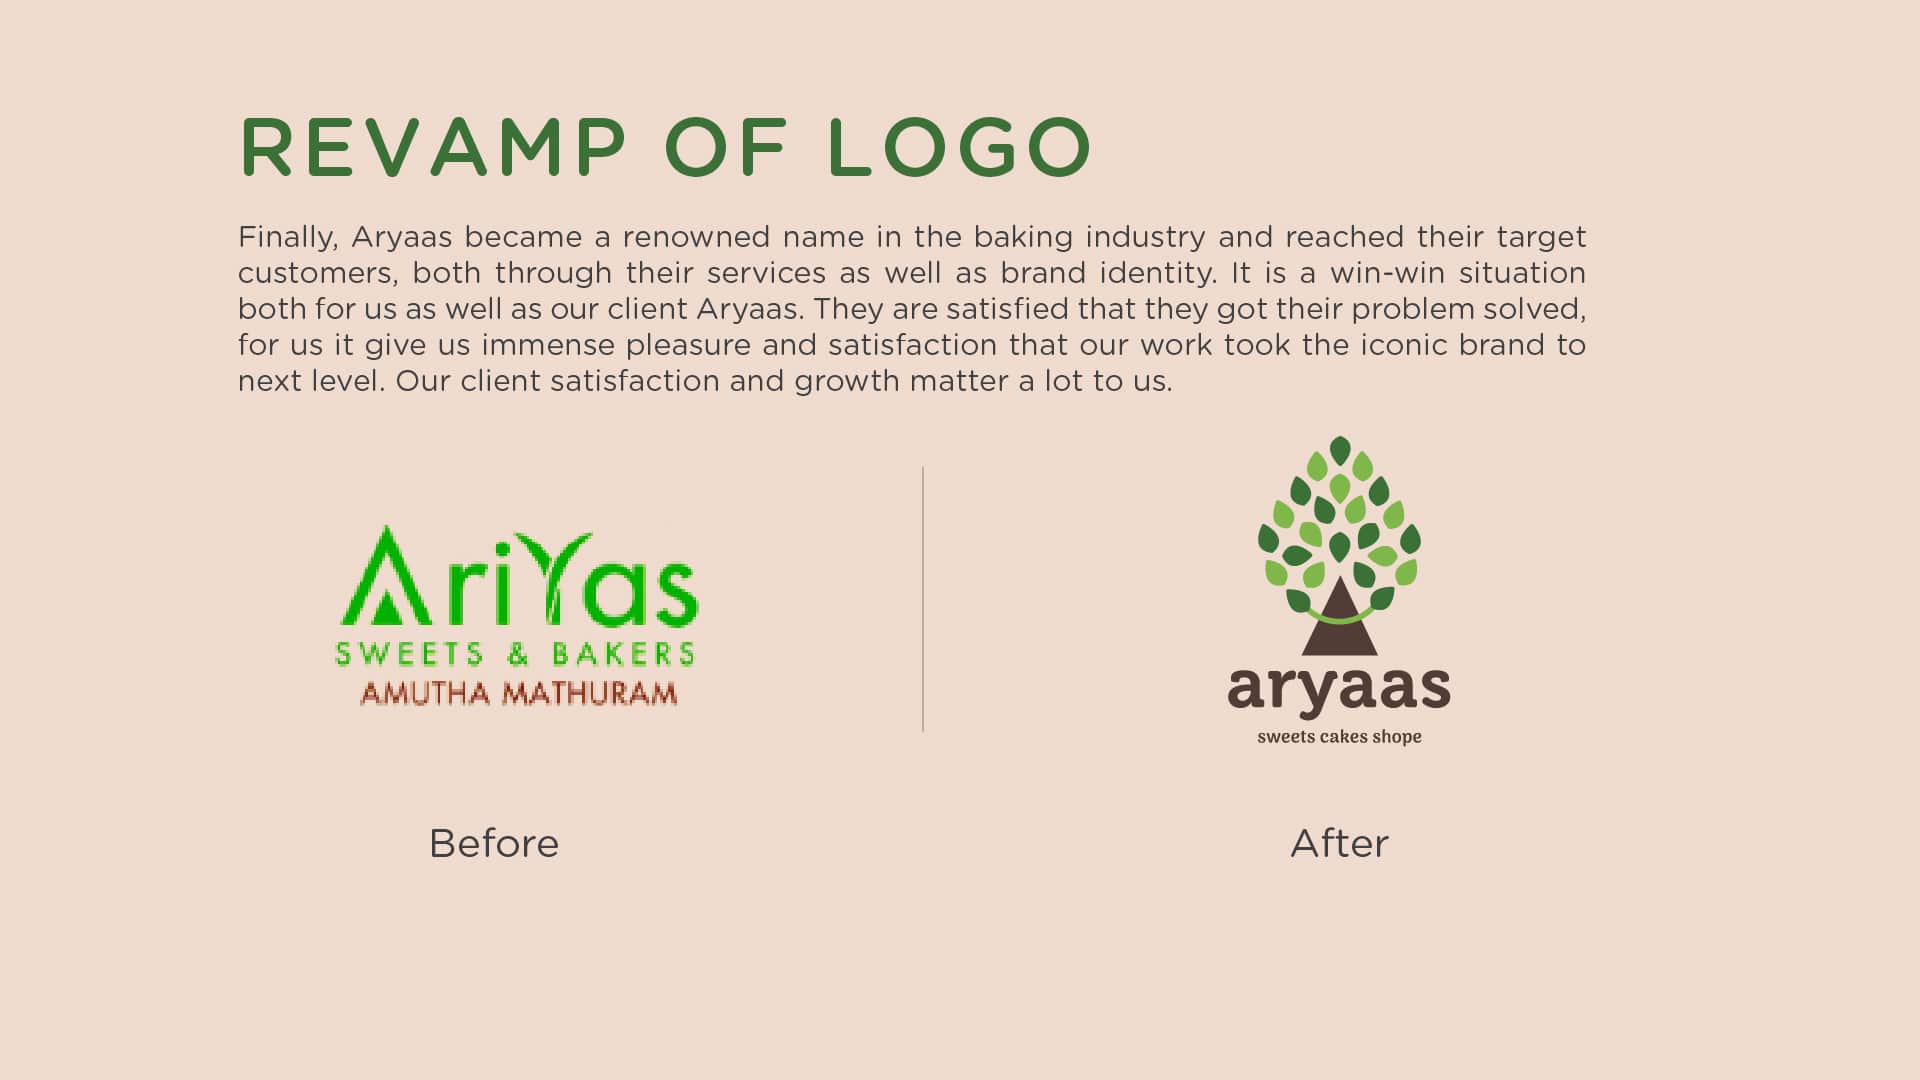 REVAMP OF LOGO
Finally, Aryaas became a renowned name in the baking industry and reached their target
customers, both through their services as well as brand identity. It is a win-win situation
both for us as well as our client Aryaas. They are satisfied that they got their problem solved,
for us it give us immense pleasure and satisfaction that our work took the iconic brand to
next level. Our client satisfaction and growth matter a lot to us.
AriYas
SWEETS & BAKERS
AMUTHA MATHURAM
aryaas
sweets cakes shope
Before
After